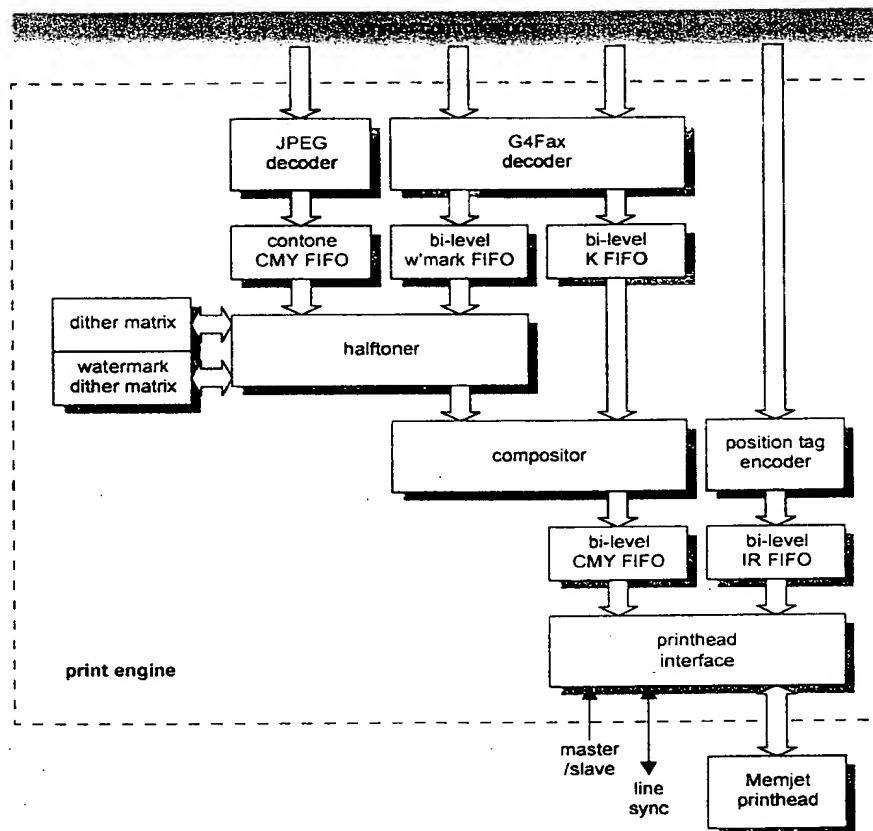 JPEG
decoder
G4Fax
decoder
contone
CMY FIFO
bi-level
w'mark FIFO
bi-level
K FIFO
dither matrix
watermark
dither matrix
halftoner
compositor
position tag
encoder
bi-level
CMY FIFO
bi-level
IR FIFO
printhead
interface
print engine
master
/slave
line
sync
Memjet
printhead